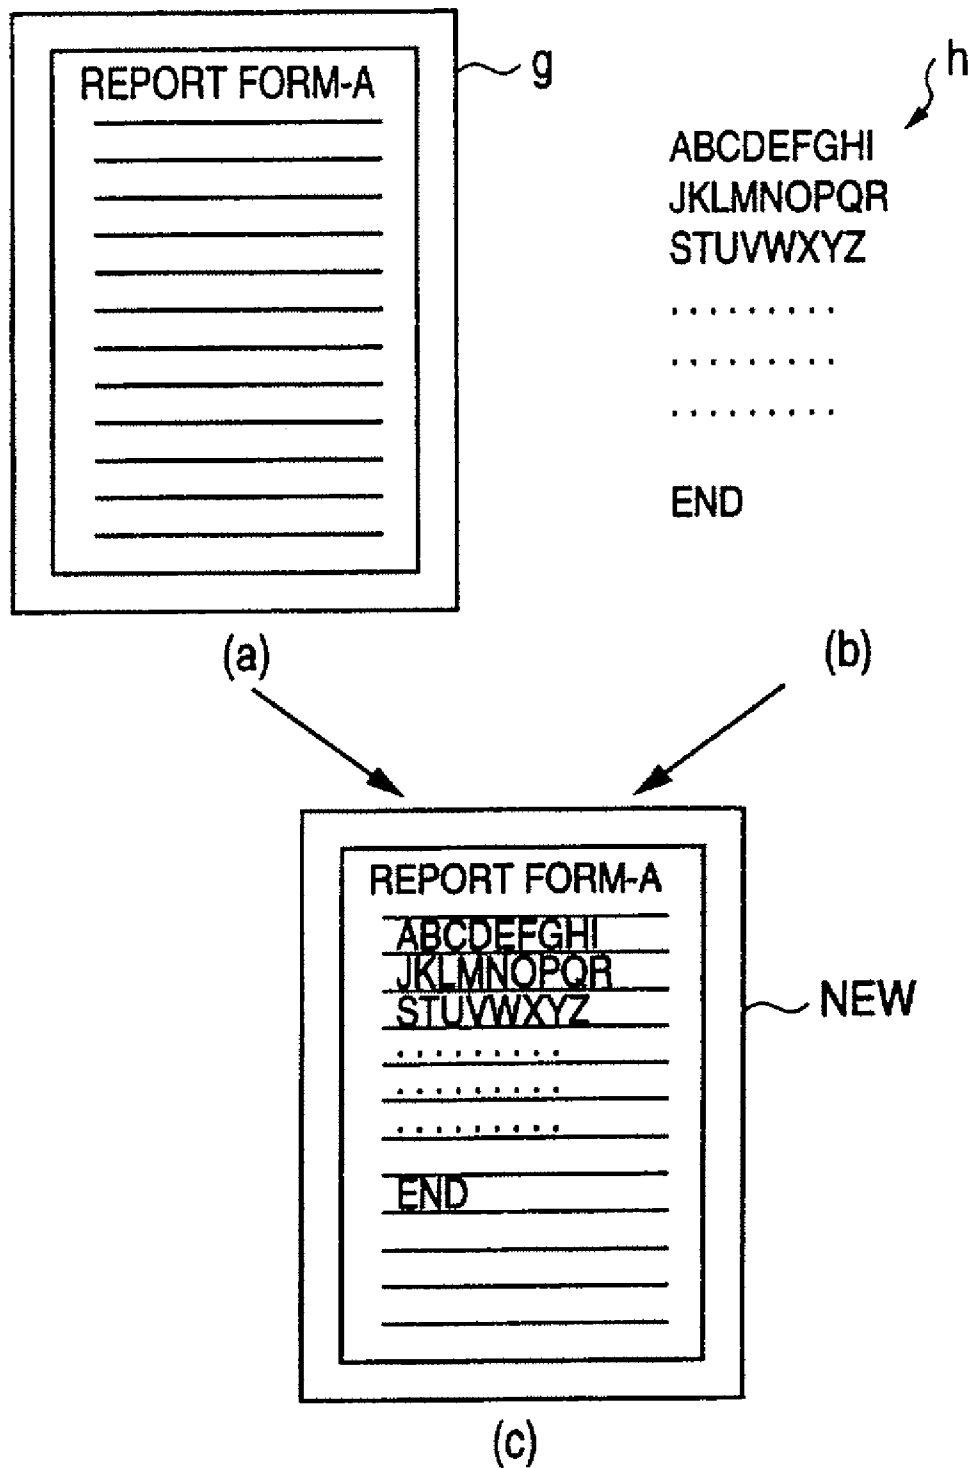 REPORT FORM-A
g
h
ABCDEFGHI
JKLMNOPQR
STUVWXYZ
. . . . . . . . .
. . . . . . . . .
. . . . . . . . .
END
(a)
(b)
REPORT FORM-A
ABCDEFGHI
JKLMNOPQR
STUVWXYZ
. . . . . . . . .
. . . . . . . . .
. . . . . . . . .
END
NEW
(c)